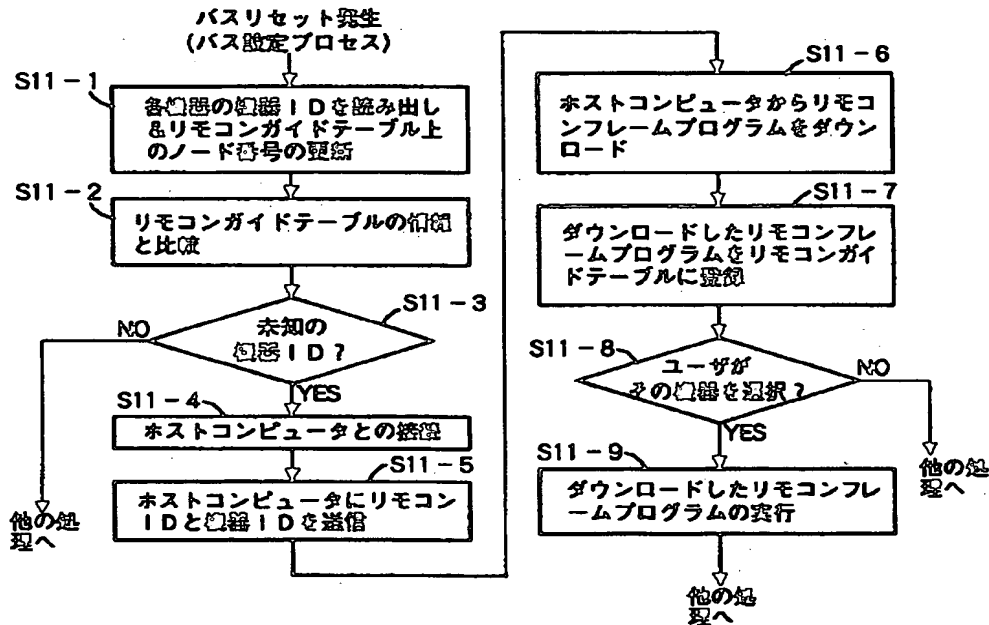 バスリセット発生
(バス設定プロセス)
S11-1
各機器の機器IDを読み出し
&リモコンガイドテーブル上
のノード番号の更新
S11-2
リモコンガイドテーブルの情報
と比較
S11-3
未知の
機器ID?
NO
YES
他の処
理へ
S11-4
ホストコンピュータとの接続
S11-5
ホストコンピュータにリモコン
IDと機器IDを送信
S11-6
ホストコンピュータからリモコ
ンフレームプログラムをダウン
ロード
S11-7
ダウンロードしたリモコンフレ
ームプログラムをリモコンガイ
ドテーブルに登録
S11-8
ユーザが
その機器を選択?
NO
YES
他の処
理へ
S11-9
ダウンロードしたリモコンフレ
ームプログラムの実行
他の処
理へ